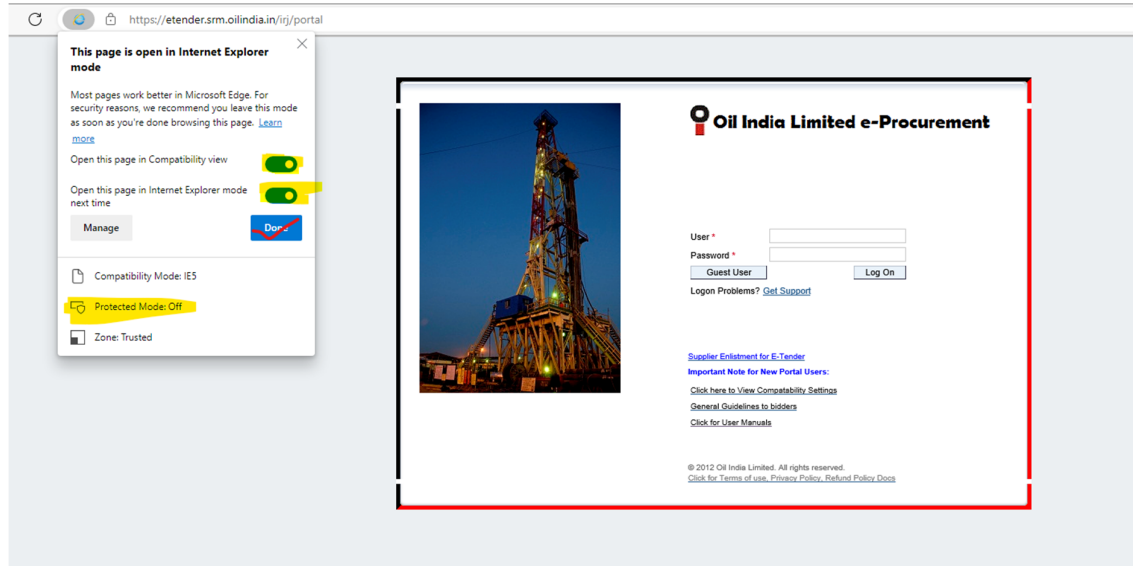 https://etender.srm.oilindia.in/irj/portal
This page is open in Internet Explorer
mode
Most pages work better in Microsoft Edge. For
security reasons, we recommend you leave this mode
as soon as you're done browsing this page. Learn
more
Open this page in Compatibility view
Open this page in Internet Explorer mode
next time
Manage
Done
Compatibility Mode: IE5
Protected Mode: Off
Zone: Trusted
Oil India Limited e-Procurement
User *
Password *
Guest User
Log On
Logon Problems? Get Support
Supplier Enlistment for E-Tender
Important Note for New Portal Users:
Click here to View Compatability Settings
General Guidelines to bidders
Click for User Manuals
© 2012 Oil India Limited. All rights reserved.
Click for Terms of use, Privacy Policy, Refund Policy Docs